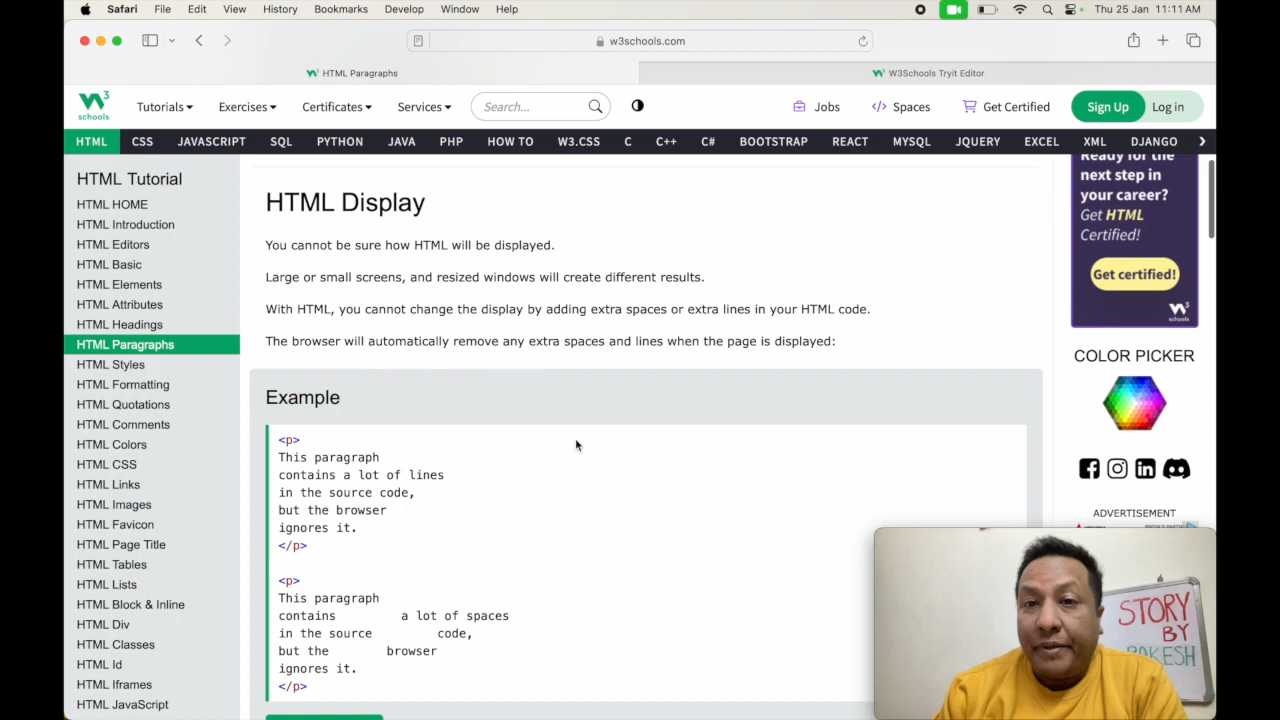 Safari File Edit View History Bookmarks Develop Window Help Thu 25 Jan 11:11 AM
w3schools.com
HTML Paragraphs W3Schools Tryit Editor
W3 schools Tutorials Exercises Certificates Services Search... Jobs Spaces Get Certified Sign Up Log in
HTML CSS JAVASCRIPT SQL PYTHON JAVA PHP HOW TO W3.CSS C C++ C# BOOTSTRAP REACT MYSQL JQUERY EXCEL XML DJANGO
HTML Tutorial
HTML HOME
HTML Introduction
HTML Editors
HTML Basic
HTML Elements
HTML Attributes
HTML Headings
HTML Paragraphs
HTML Styles
HTML Formatting
HTML Quotations
HTML Comments
HTML Colors
HTML CSS
HTML Links
HTML Images
HTML Favicon
HTML Page Title
HTML Tables
HTML Lists
HTML Block & Inline
HTML Div
HTML Classes
HTML Id
HTML Iframes
HTML JavaScript
HTML Display
You cannot be sure how HTML will be displayed.
Large or small screens, and resized windows will create different results.
With HTML, you cannot change the display by adding extra spaces or extra lines in your HTML code.
The browser will automatically remove any extra spaces and lines when the page is displayed:
Example
<p>
This paragraph
contains a lot of lines
in the source code,
but the browser
ignores it.
</p>
<p>
This paragraph
contains         a lot of spaces
in the source         code,
but the         browser
ignores it.
</p>
Ready for the
next step in
your career?
Get HTML
Certified!
Get certified!
W3
schools
COLOR PICKER
ADVERTISEMENT
STORY
BY